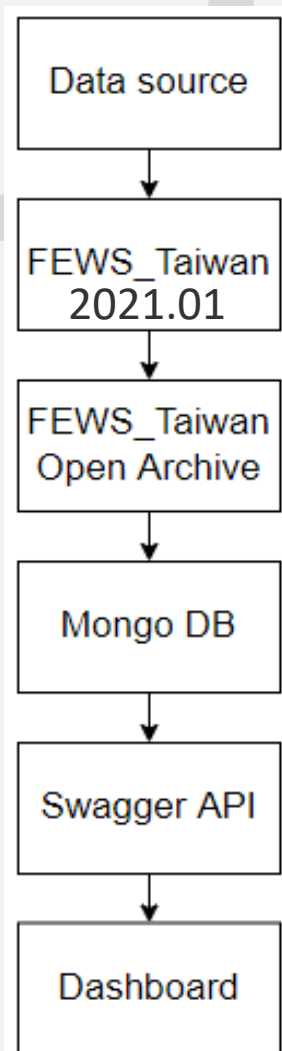 Data source
FEWS_Taiwan
2021.01
FEWS_Taiwan
Open Archive
Mongo DB
Swagger API
Dashboard